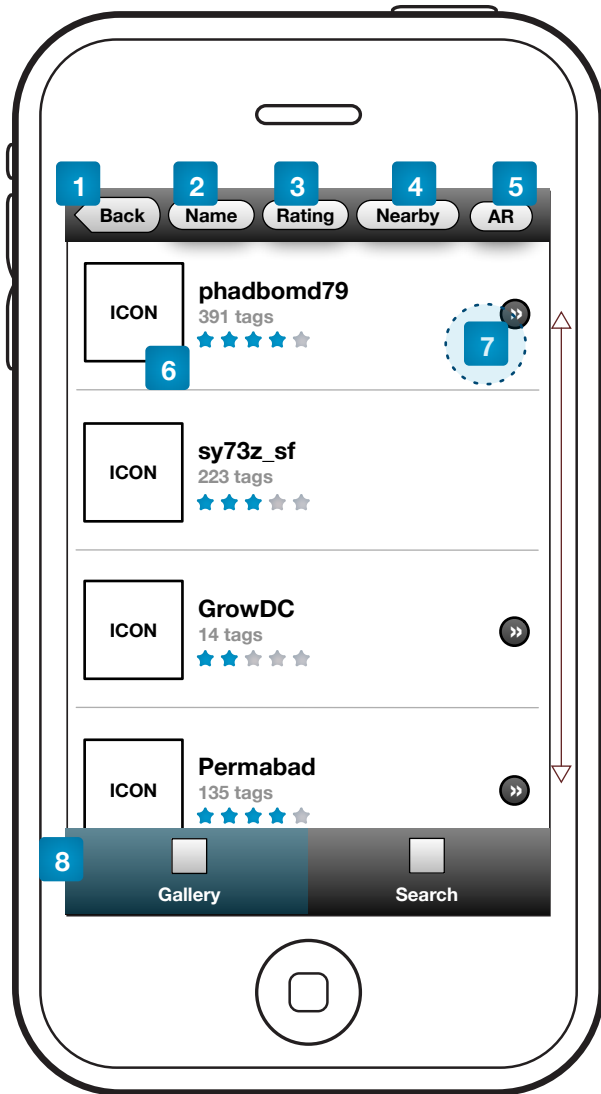 1 2 3 4 5
Back Name Rating Nearby AR
ICON
phadbomd79
391 tags
»
6
7
ICON
sy73z_sf
223 tags
ICON
GrowDC
14 tags
»
ICON
Permabad
135 tags
»
8
Gallery Search